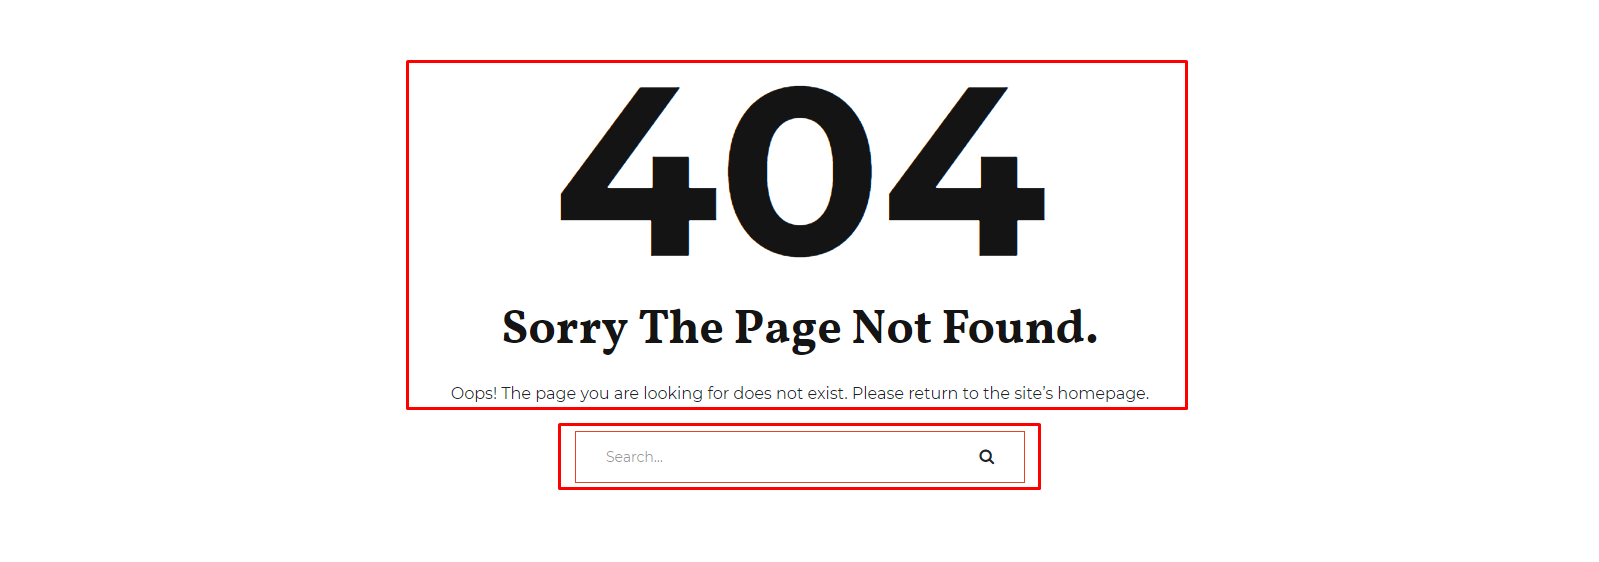 404
Sorry The Page Not Found.
Oops! The page you are looking for does not exist. Please return to the site’s homepage.
Search...